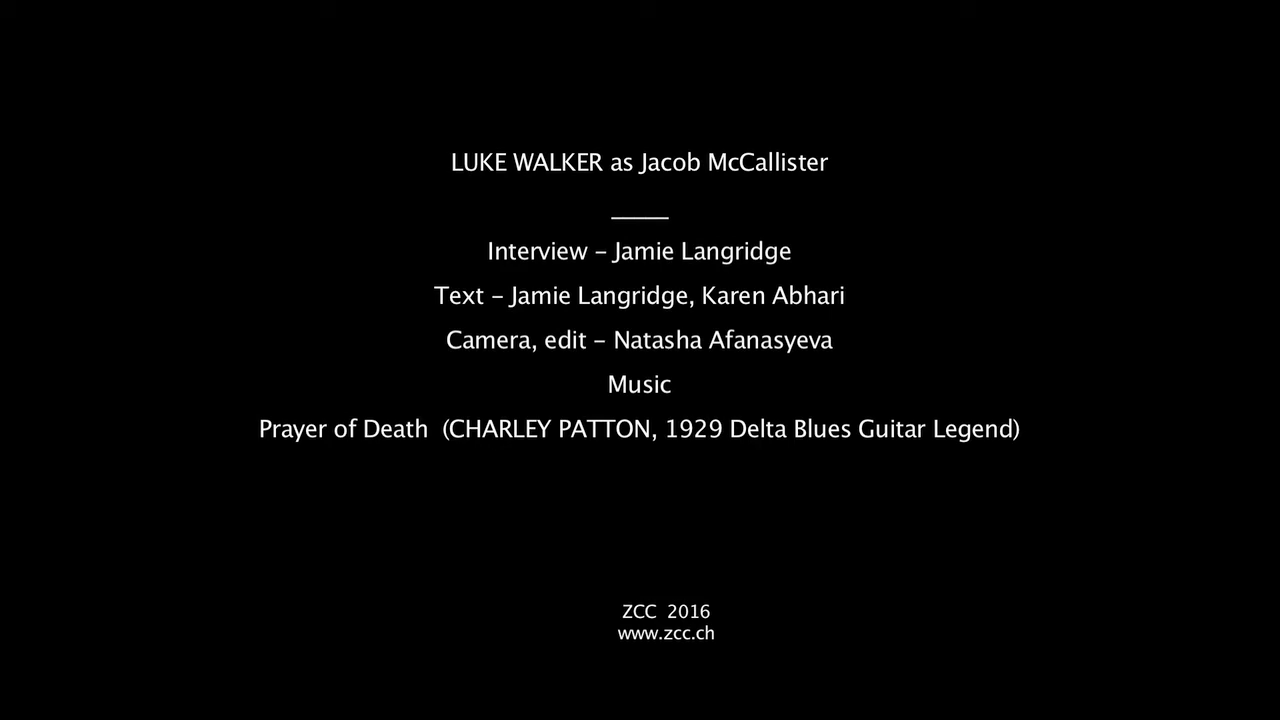 LUKE WALKER as Jacob McCallister
Interview – Jamie Langridge
Text – Jamie Langridge, Karen Abhari
Camera, edit – Natasha Afanasyeva
Music
Prayer of Death  (CHARLEY PATTON, 1929 Delta Blues Guitar Legend)
ZCC  2016
www.zcc.ch